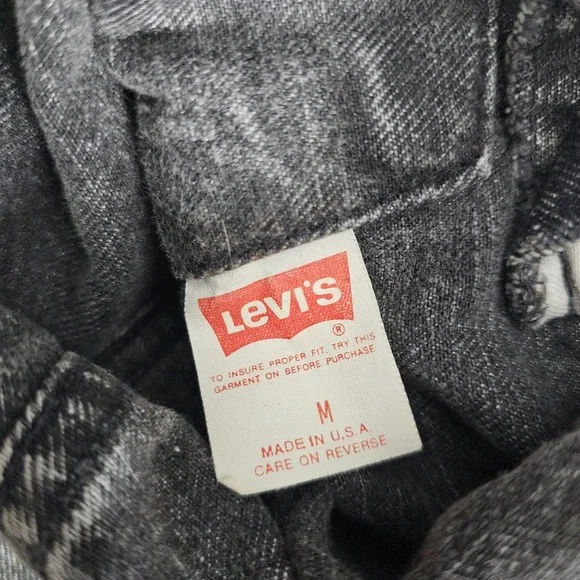 Levi's
®
TO INSURE PROPER FIT, TRY THIS
GARMENT ON BEFORE PURCHASE
M
MADE IN U.S.A
CARE ON REVERSE